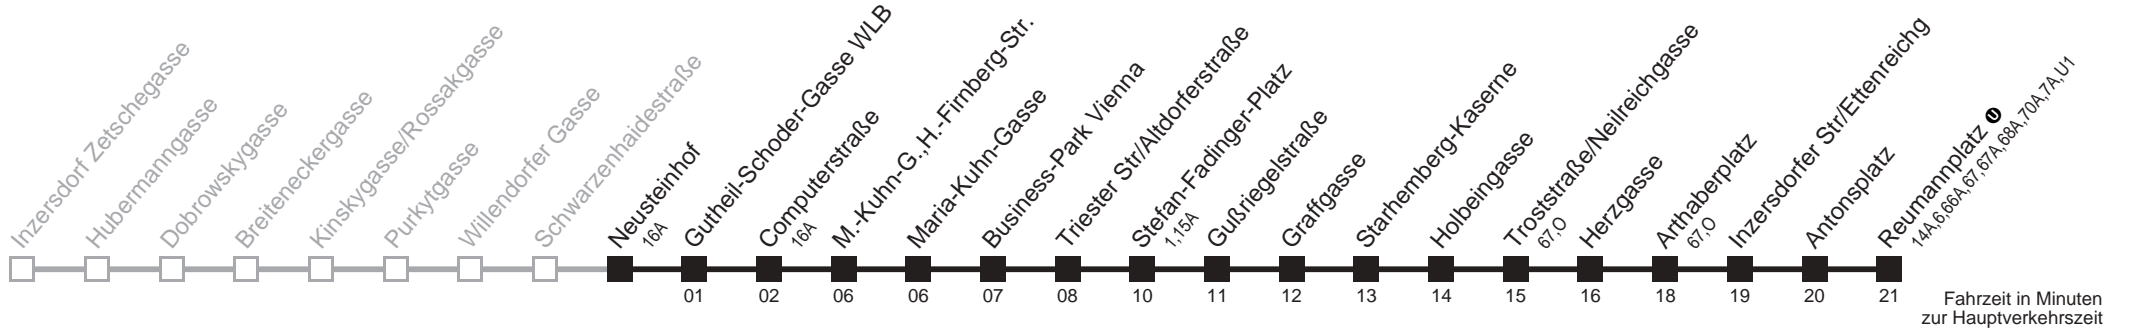 Inzersdorf Zetschegasse
Hubermanngasse
Dobrowskygasse
Breiteneckergasse
Kinskygasse/Rossakgasse
Purkytgasse
Willendorfer Gasse
Schwarzenhaidestraße
Neusteinhof
16A
Gutheil-Schoder-Gasse WLB
Computerstraße
16A
M.-Kuhn-G.,H.-Firnberg-Str.
Maria-Kuhn-Gasse
Business-Park Vienna
Triester Str/Altdorferstraße
Stefan-Fadinger-Platz
1,15A
Gußriegelstraße
Graffgasse
Starhemberg-Kaserne
Holbeingasse
Troststraße/Neilreichgasse
67,O
Herzgasse
Arthaberplatz
67,O
Inzersdorfer Str/Ettenreichg
Antonsplatz
Reumannplatz U
14A,6,66A,67,67A,68A,70A,7A,U1
01 02 06 06 07 08 10 11 12 13 14 15 16 18 19 20 21
Fahrzeit in Minuten
zur Hauptverkehrszeit